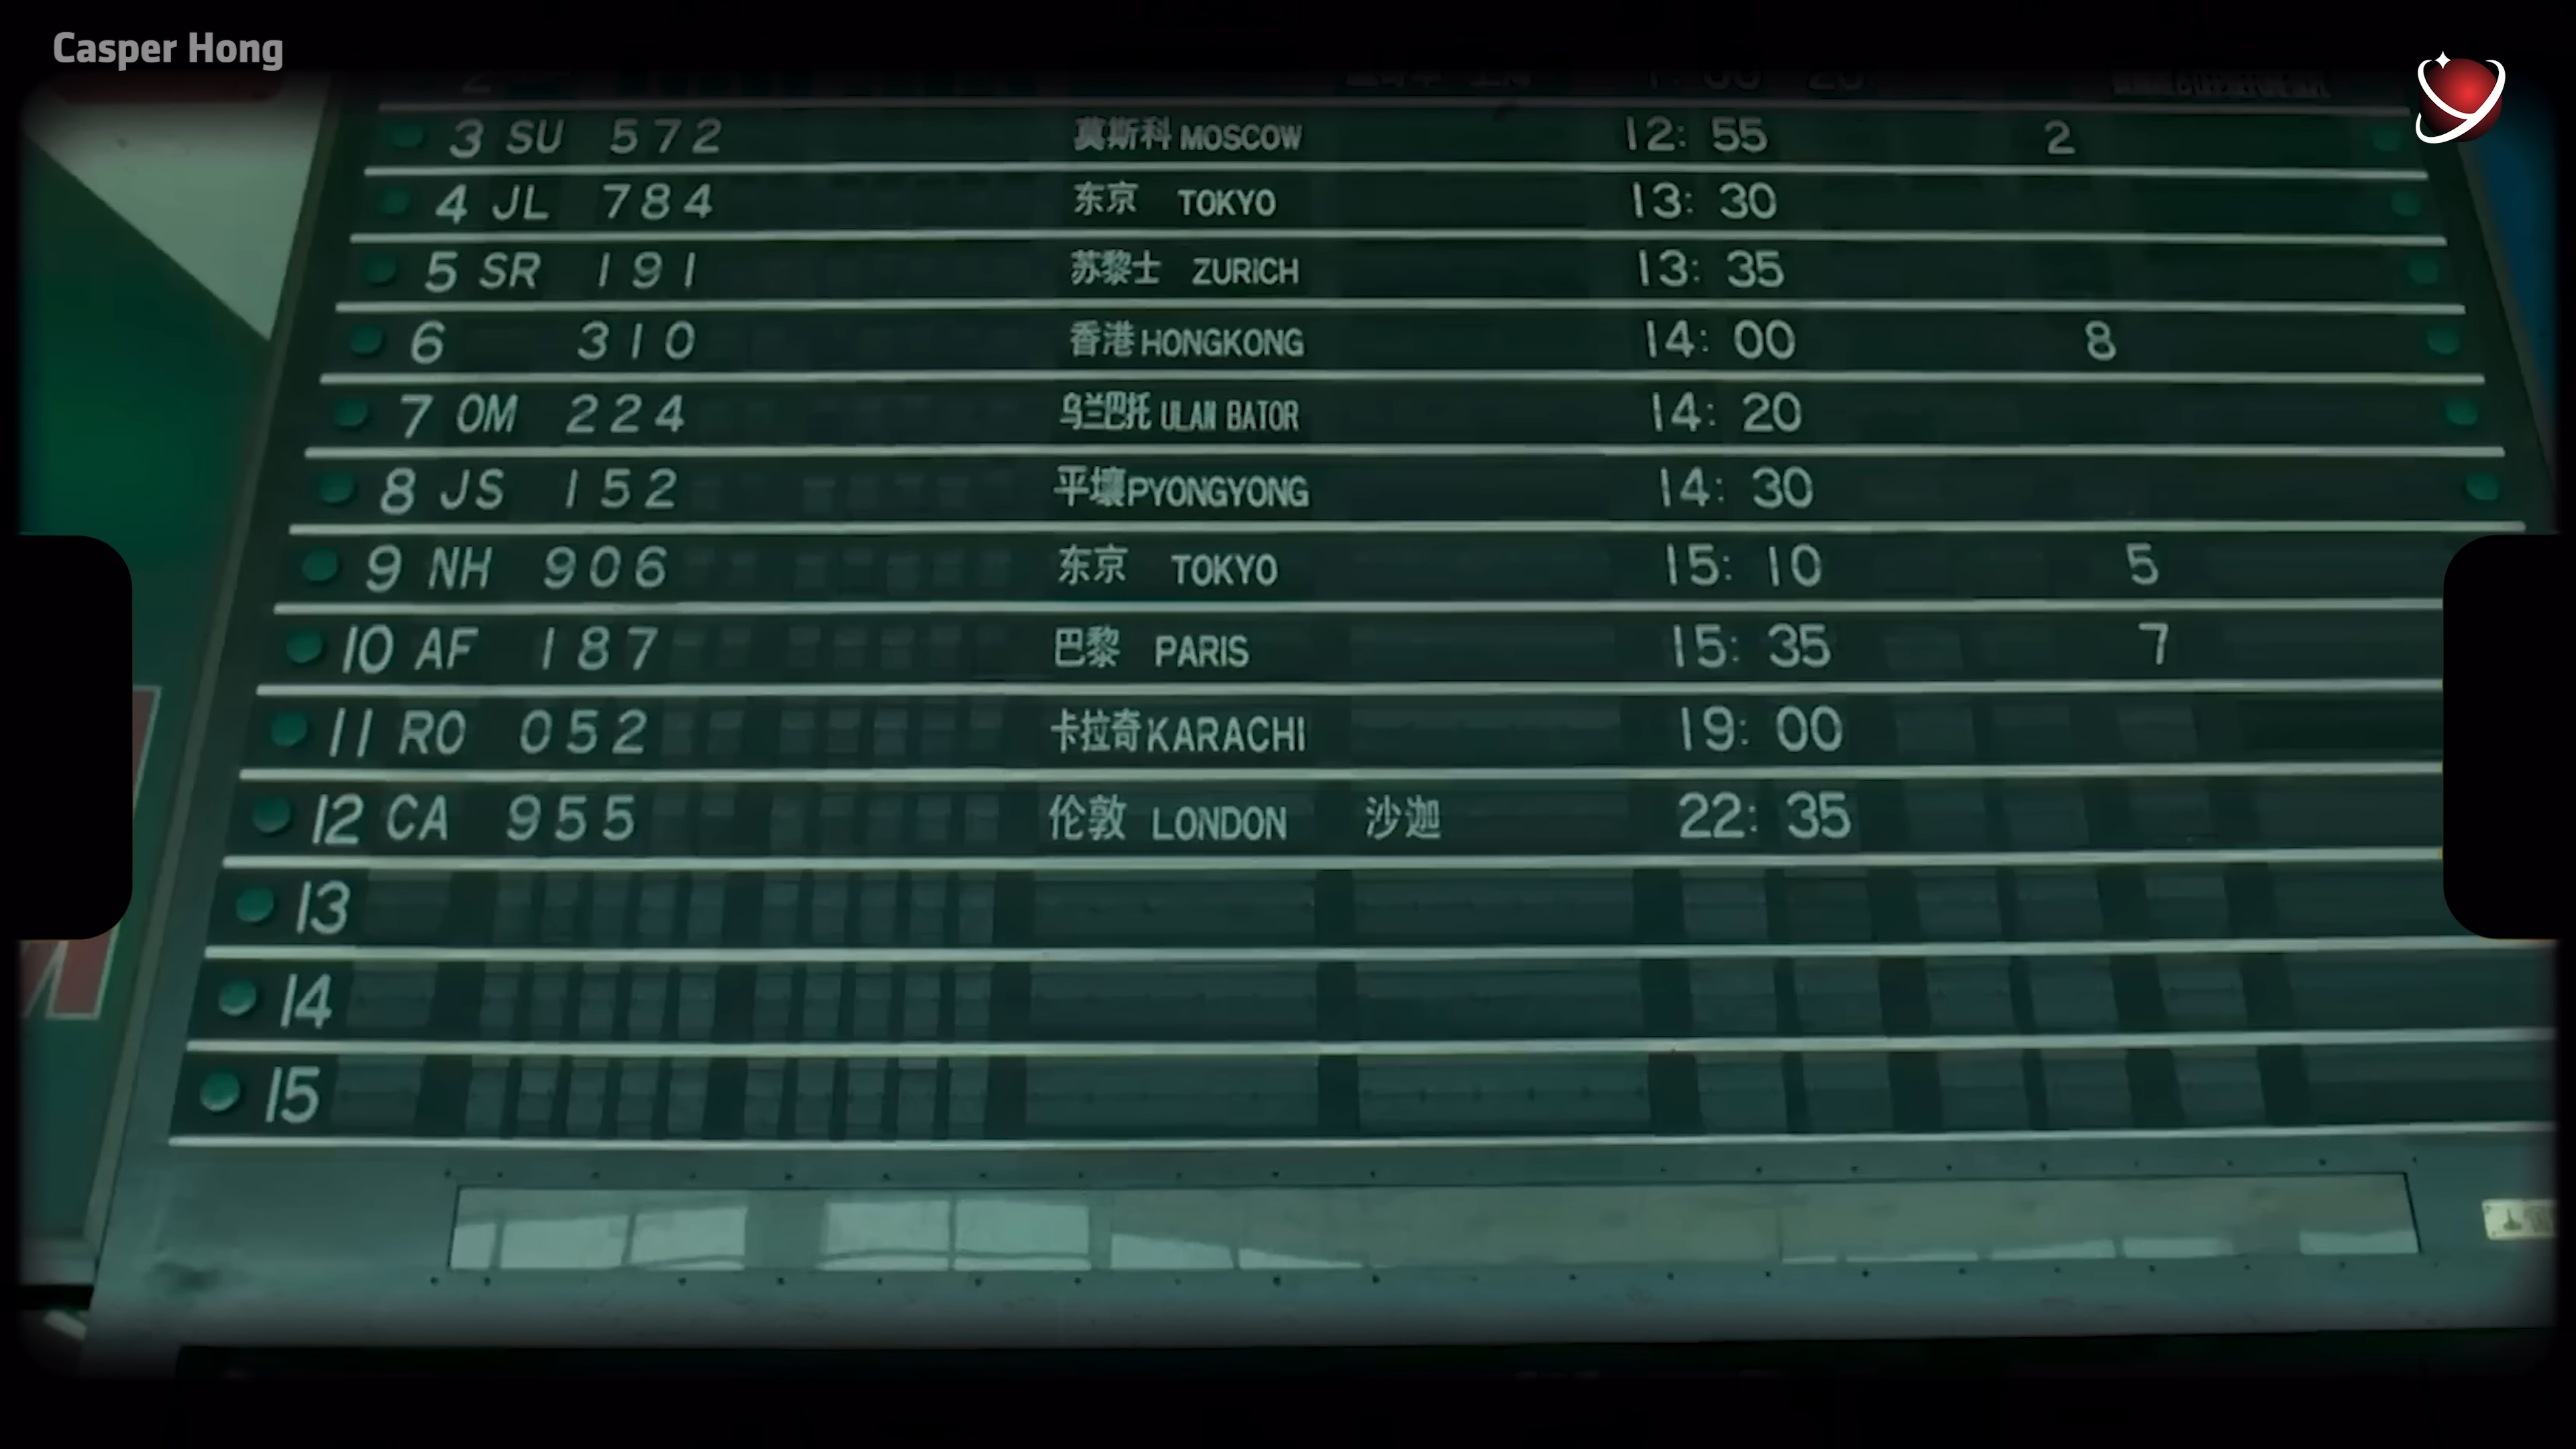 Casper Hong
3 SU 572 莫斯科 MOSCOW 12: 55 2
4 JL 784 东京 TOKYO 13: 30
5 SR 191 苏黎士 ZURICH 13: 35
6 310 香港 HONGKONG 14: 00 8
7 OM 224 乌兰巴托 ULAN BATOR 14: 20
8 JS 152 平壤 PYONGYONG 14: 30
9 NH 906 东京 TOKYO 15: 10 5
10 AF 187 巴黎 PARIS 15: 35 7
11 RO 052 卡拉奇 KARACHI 19: 00
12 CA 955 伦敦 LONDON 沙迦 22: 35
13
14
15